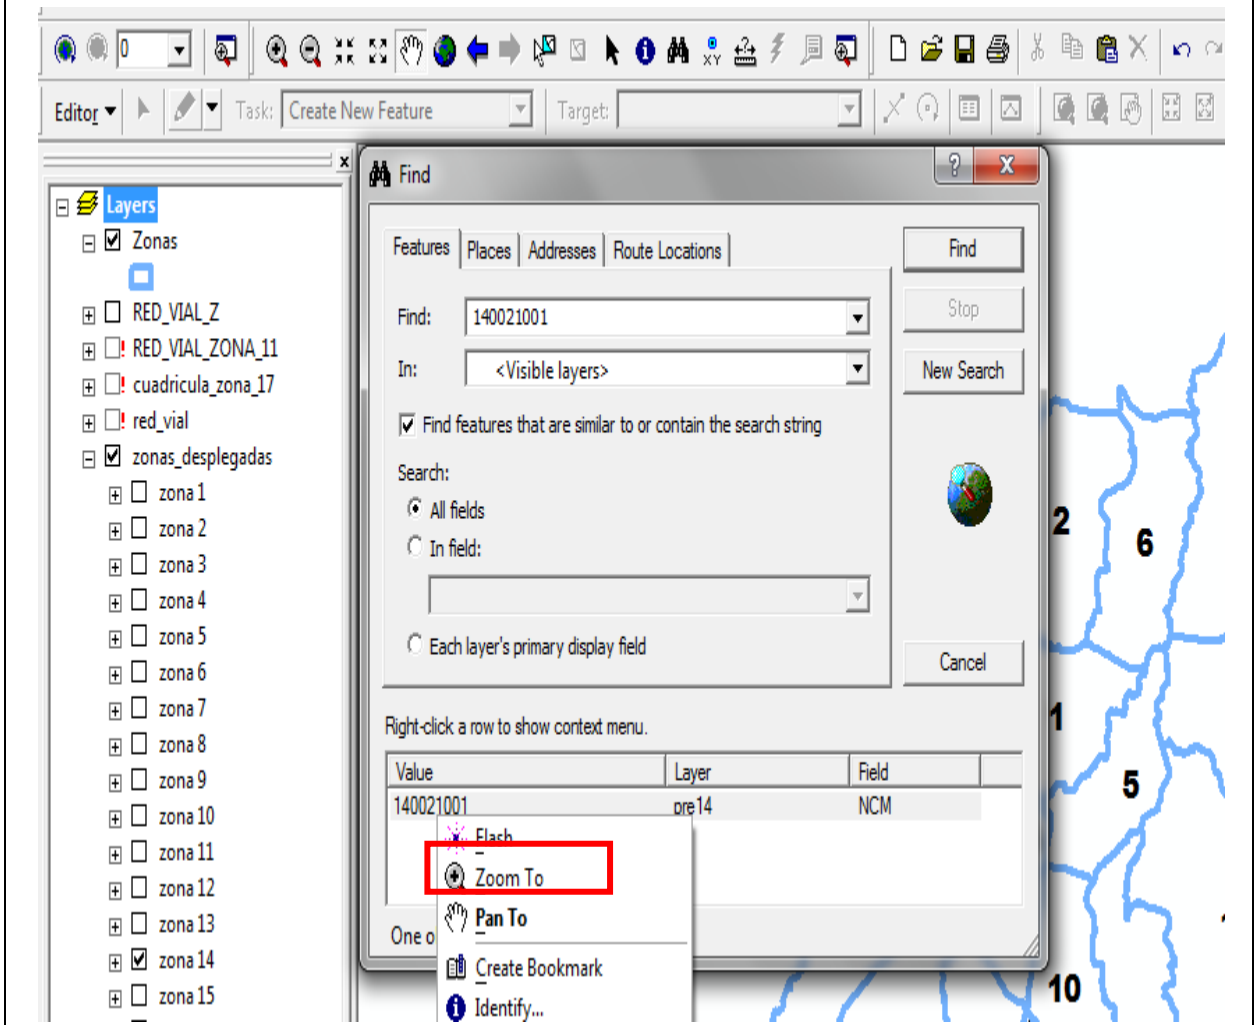 0
XY
Editor
Task: Create New Feature
Target:
Layers
Zonas
RED_VIAL_Z
RED_VIAL_ZONA_11
cuadricula_zona_17
red_vial
zonas_desplegadas
zona 1
zona 2
zona 3
zona 4
zona 5
zona 6
zona 7
zona 8
zona 9
zona 10
zona 11
zona 12
zona 13
zona 14
zona 15
Find
Features Places Addresses Route Locations
Find: 140021001
In: <Visible layers>
Find features that are similar to or contain the search string
Search:
All fields
In field:
Each layer's primary display field
Find
Stop
New Search
Cancel
Right-click a row to show context menu.
Value Layer Field
140021001 pre14 NCM
Flash
Zoom To
Pan To
Create Bookmark
Identify...
One o
2
6
1
5
10